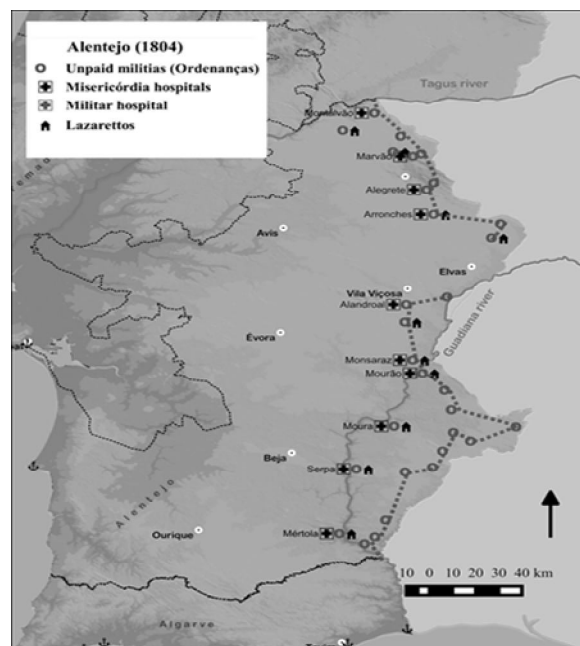 Alentejo (1804)
Unpaid militias (Ordenanças)
Misericórdia hospitals
Militar hospital
Lazarettos
Tagus river
Montalvão
Marvão
Alegrete
Arronches
Avis
Elvas
Vila Viçosa
Alandroal
Guadiana river
Évora
Monsaraz
Mourão
Moura
Beja
Serpa
Alentejo
Ourique
Mértola
10 0 10 20 30 40 km
Algarve